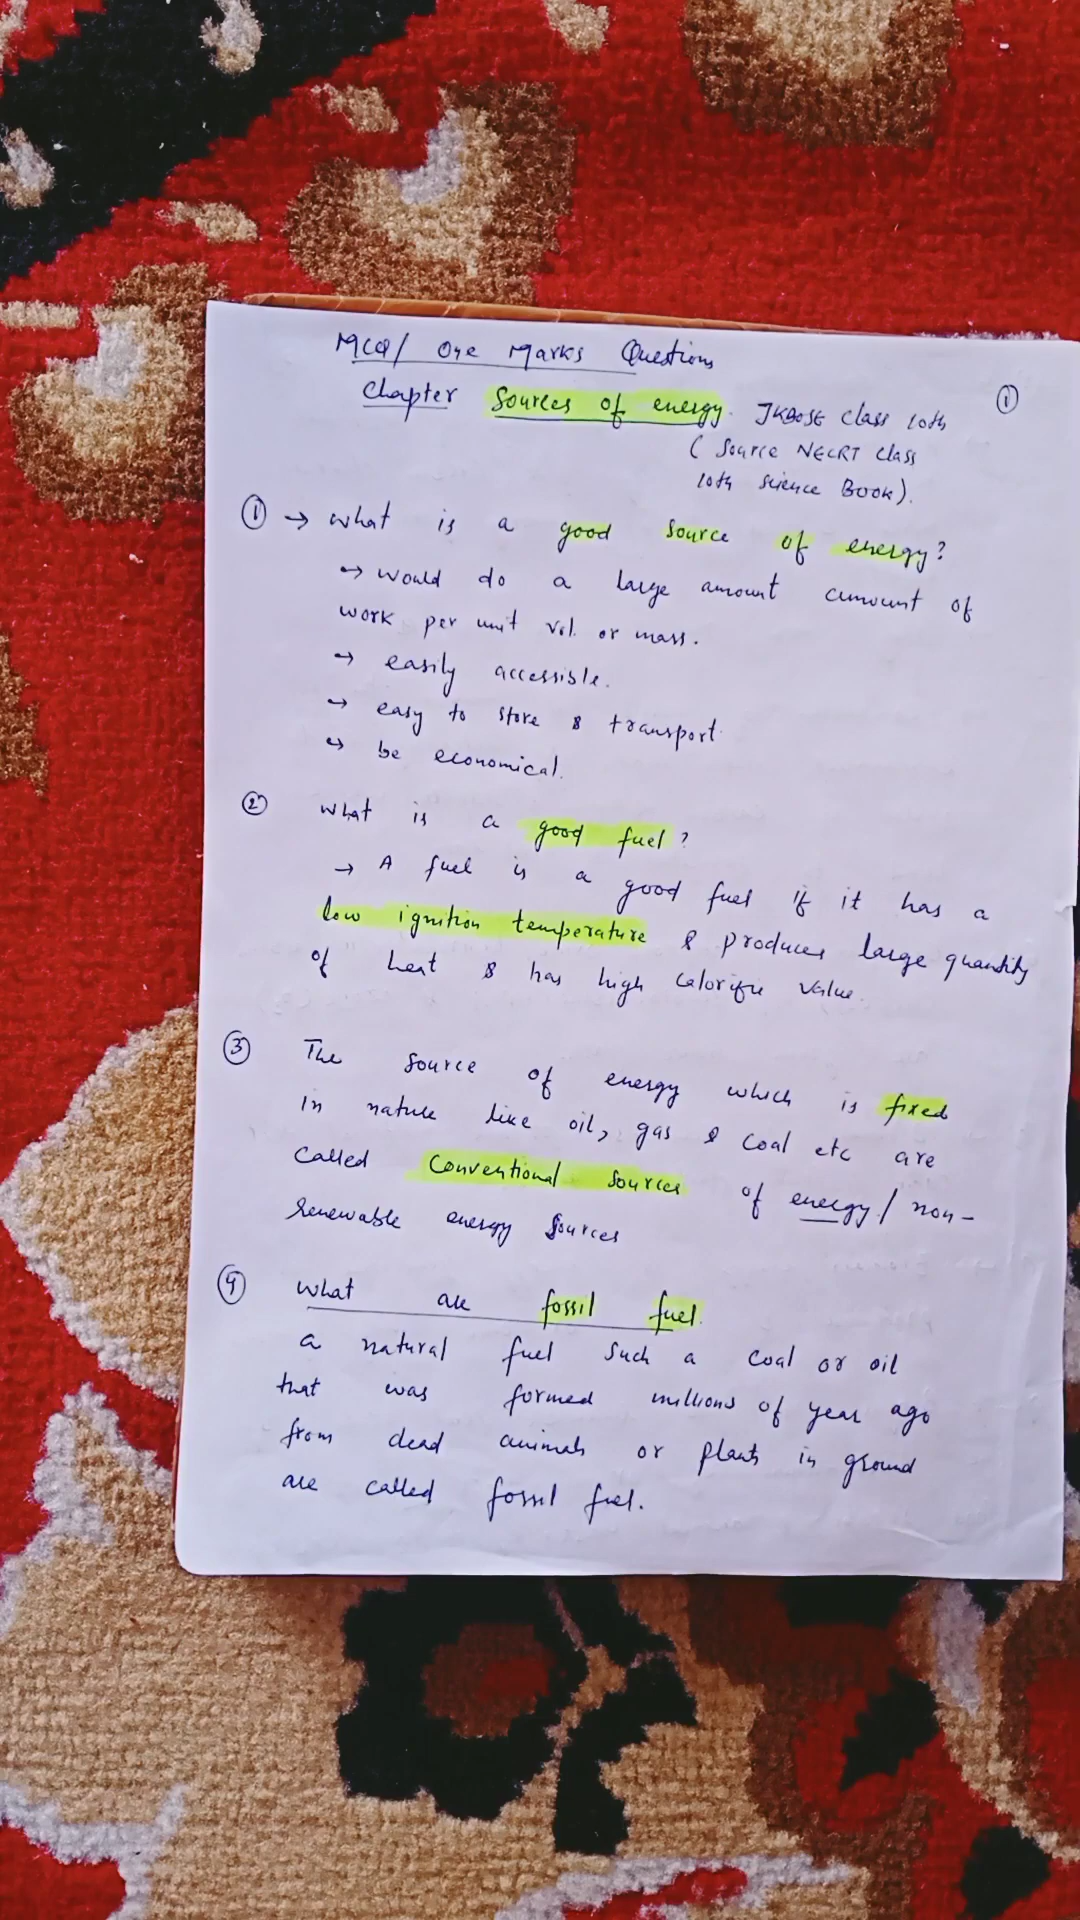 MCQ/ One Marks Questions
Chapter Sources of energy. JKBOSE class 10th
①
( Source NECRT class
10th Science Book).
① → what is a good source of energy?
→ would do a large amount amount of
work per unit vol. or mass.
→ easily accessible.
→ easy to store & transport.
→ be economical.
② what is a good fuel?
→ A fuel is a good fuel if it has a
low ignition temperature & produces large quantity
of heat & has high calorific value.
③ The source of energy which is fixed
in nature like oil, gas & coal etc are
called Conventional Sources of energy / non-
renewable energy sources
④ what are fossil fuel.
a natural fuel such a coal or oil
that was formed millions of year ago
from dead animals or plants in ground
are called fossil fuel.